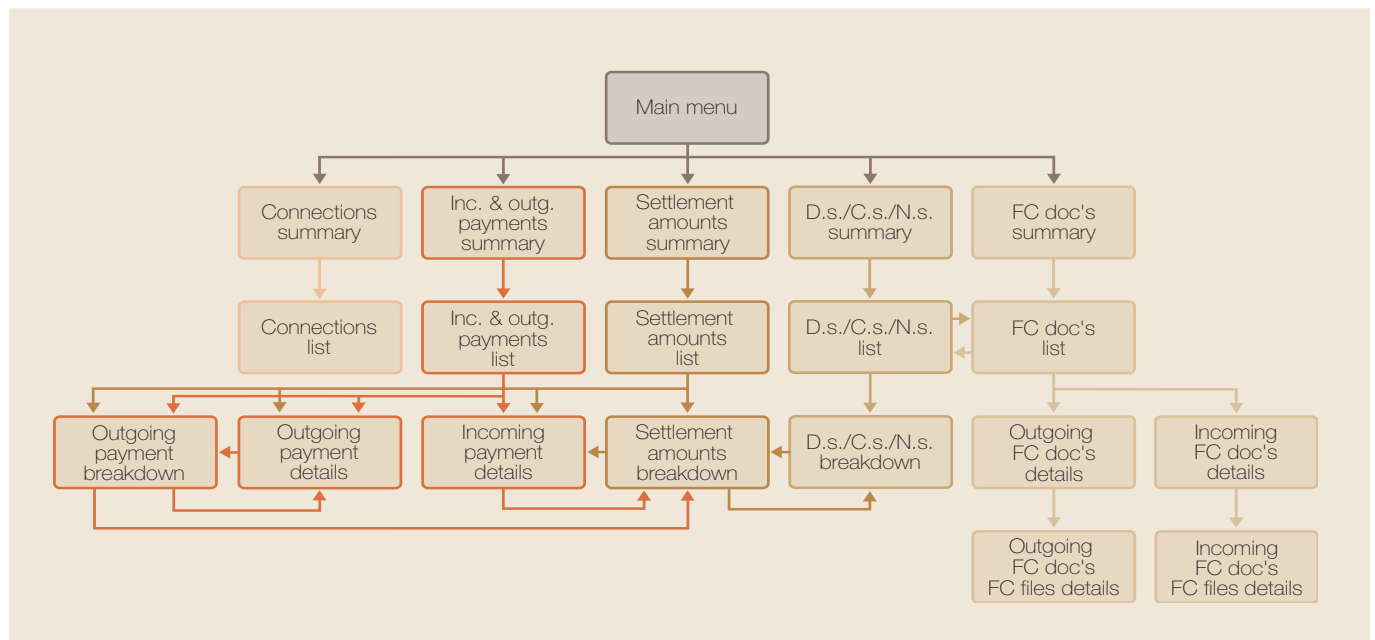 Main menu
Connections
summary
Inc. & outg.
payments
summary
Settlement
amounts
summary
D.s./C.s./N.s.
summary
FC doc's
summary
Connections
list
Inc. & outg.
payments
list
Settlement
amounts
list
D.s./C.s./N.s.
list
FC doc's
list
Outgoing
payment
breakdown
Outgoing
payment
details
Incoming
payment
details
Settlement
amounts
breakdown
D.s./C.s./N.s.
breakdown
Outgoing
FC doc's
details
Incoming
FC doc's
details
Outgoing
FC doc's
FC files details
Incoming
FC doc's
FC files details